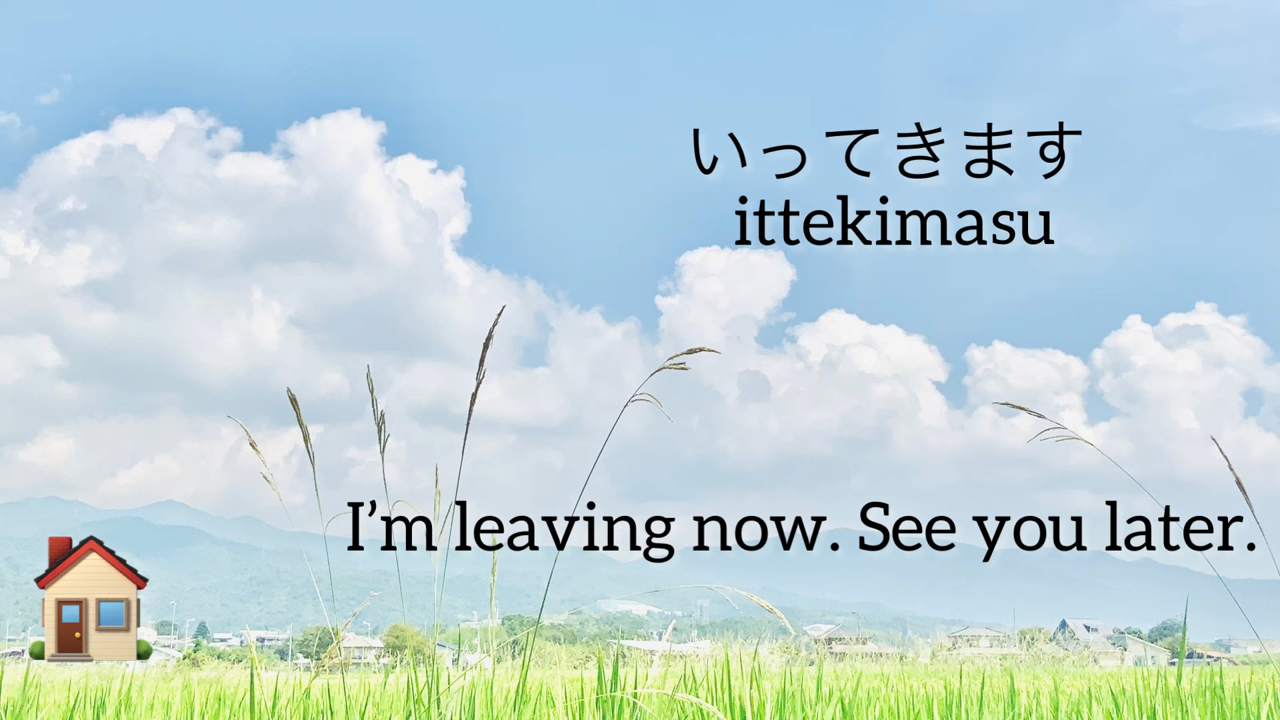 いってきます
ittekimasu
I'm leaving now. See you later.